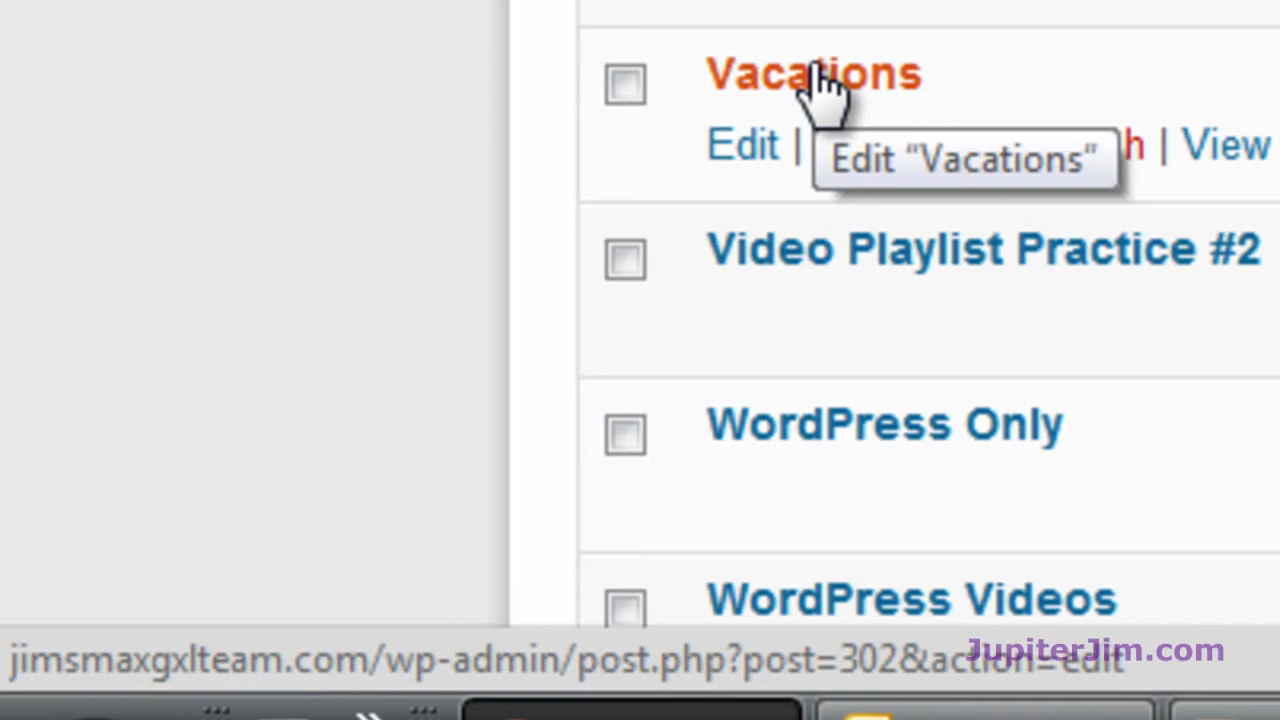 Vacations
Edit | h | View
Edit “Vacations”
Video Playlist Practice #2
WordPress Only
WordPress Videos
jimsmaxgxlteam.com/wp-admin/post.php?post=302&action=edit
JupiterJim.com